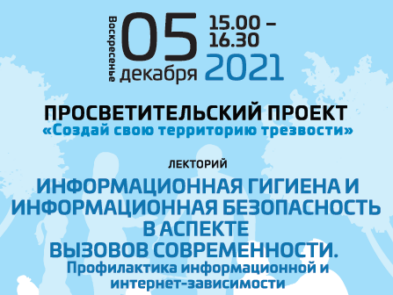 Воскресенье
05
декабря
15.00 –
16.30
2021
ПРОСВЕТИТЕЛЬСКИЙ ПРОЕКТ
«Создай свою территорию трезвости»
ЛЕКТОРИЙ
ИНФОРМАЦИОННАЯ ГИГИЕНА И
ИНФОРМАЦИОННАЯ БЕЗОПАСНОСТЬ
В АСПЕКТЕ
ВЫЗОВОВ СОВРЕМЕННОСТИ.
Профилактика информационной и
интернет-зависимости